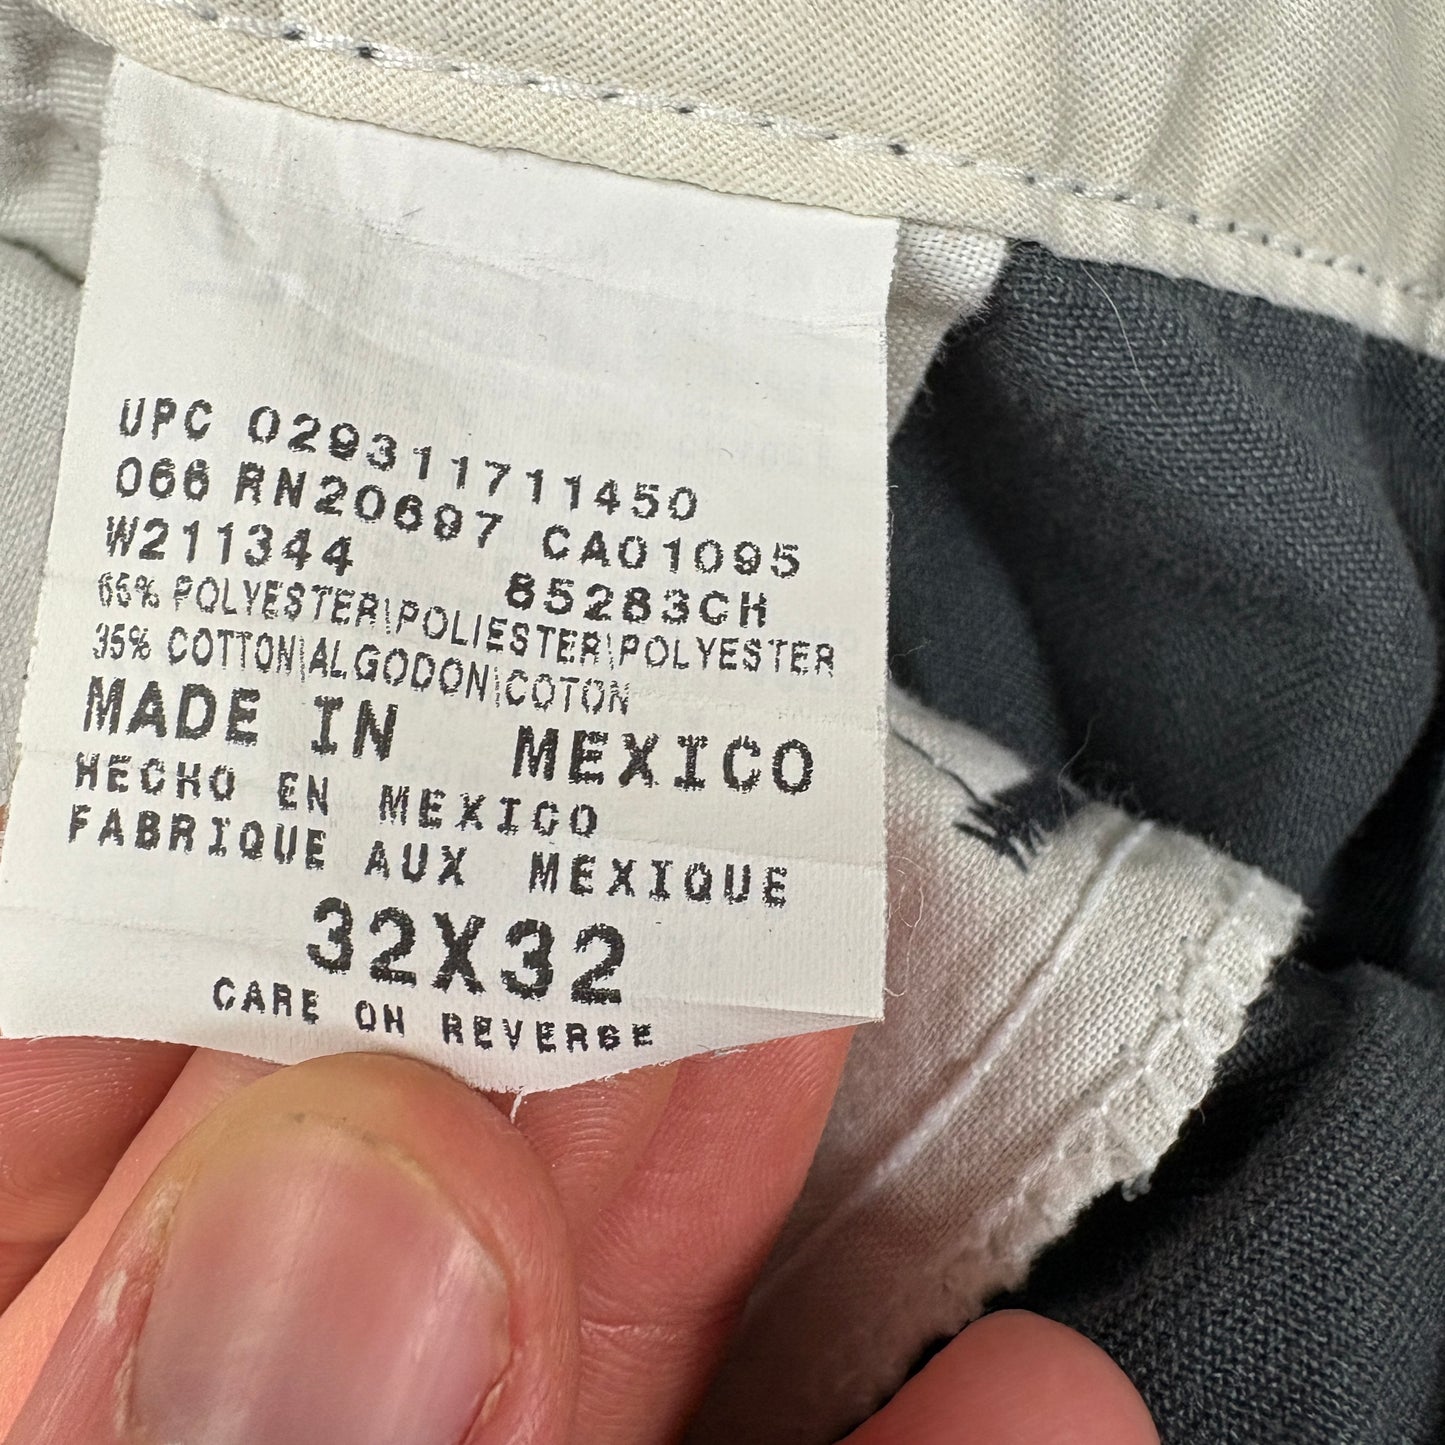 UPC 029311711450
066 RN20697 CA01095
W211344 85283CH
65% POLYESTER\POLIESTER\POLYESTER
35% COTTON\ALGODON\COTON
MADE IN MEXICO
HECHO EN MEXICO
FABRIQUE AUX MEXIQUE
32X32
CARE ON REVERSE